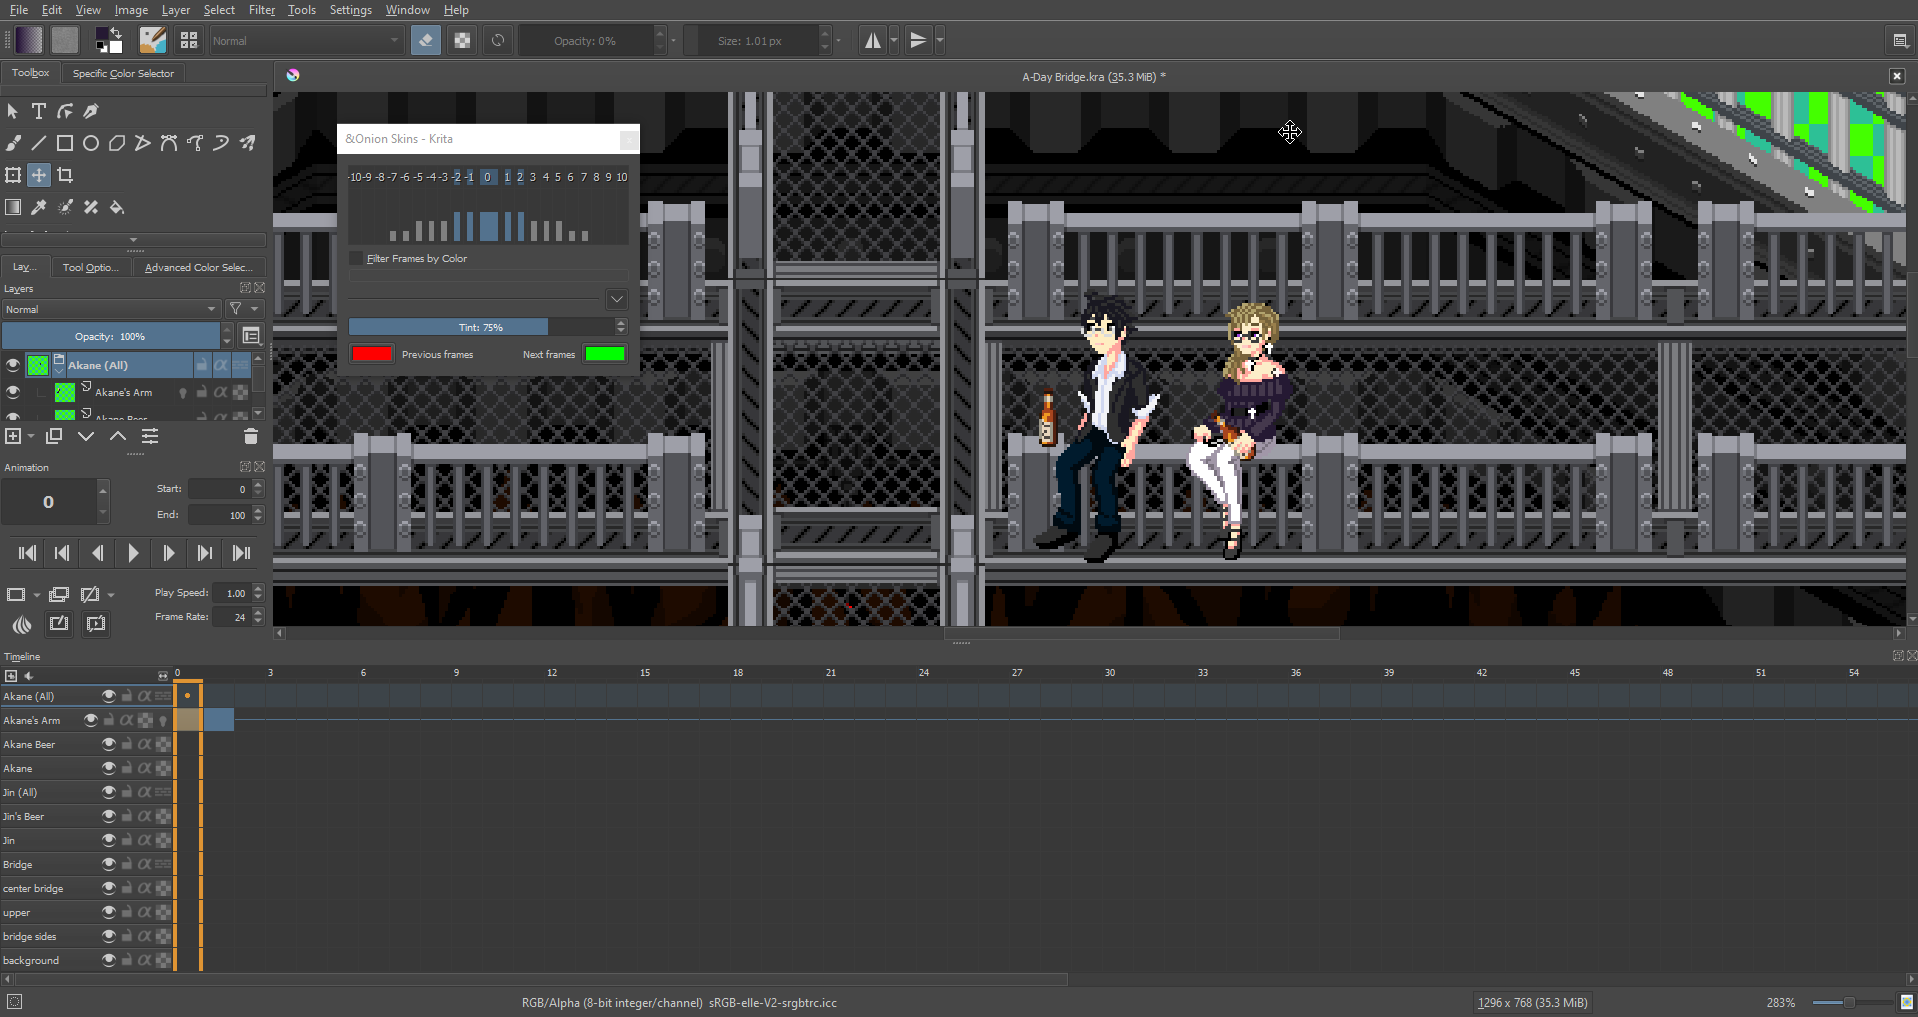 File Edit View Image Layer Select Filter Tools Settings Window Help
Normal Opacity: 0% Size: 1.01 px
Toolbox Specific Color Selector
A-Day Bridge.kra (35.3 MiB) *
&Onion Skins - Krita
-10 -9 -8 -7 -6 -5 -4 -3 -2 -1 0 1 2 3 4 5 6 7 8 9 10
Filter Frames by Color
Tint: 75%
Previous frames Next frames
Lay... Tool Optio... Advanced Color Selec...
Layers
Normal
Opacity: 100%
Akane (All)
Akane's Arm
Akane Beer
Animation
0
Start: 0
End: 100
Play Speed: 1.00
Frame Rate: 24
Timeline
0 3 6 9 12 15 18 21 24 27 30 33 36 39 42 45 48 51 54
Akane (All)
Akane's Arm
Akane Beer
Akane
Jin (All)
Jin's Beer
Jin
Bridge
center bridge
upper
bridge sides
background
RGB/Alpha (8-bit integer/channel) sRGB-elle-V2-srgbtrc.icc
1296 x 768 (35.3 MiB)
283%